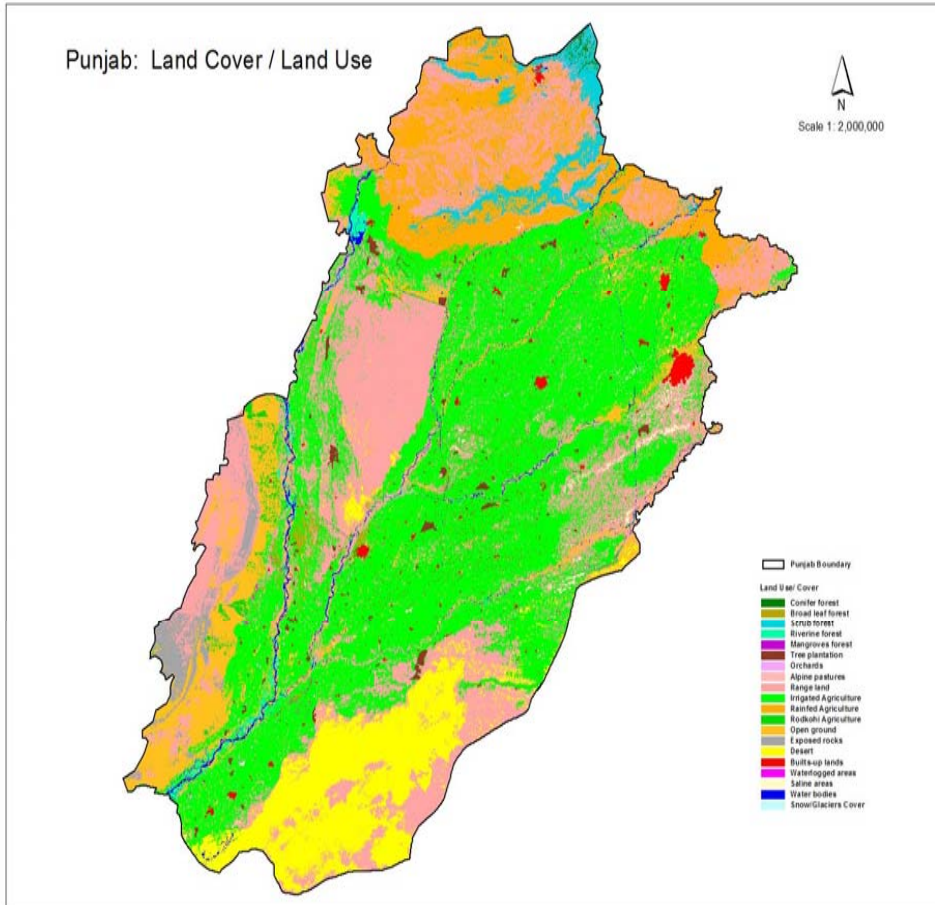 Punjab: Land Cover / Land Use
N
Scale 1: 2,000,000
Punjab Boundary
Land Use/ Cover
Conifer forest
Broad leaf forest
Scrub forest
Riverine forest
Mangroves forest
Tree plantation
Orchards
Alpine pastures
Range land
Irrigated Agriculture
Rainfed Agriculture
Rodkohi Agriculture
Open ground
Exposed rocks
Desert
Builts-up lands
Waterlogged areas
Saline areas
Water bodies
Snow/Glaciers Cover